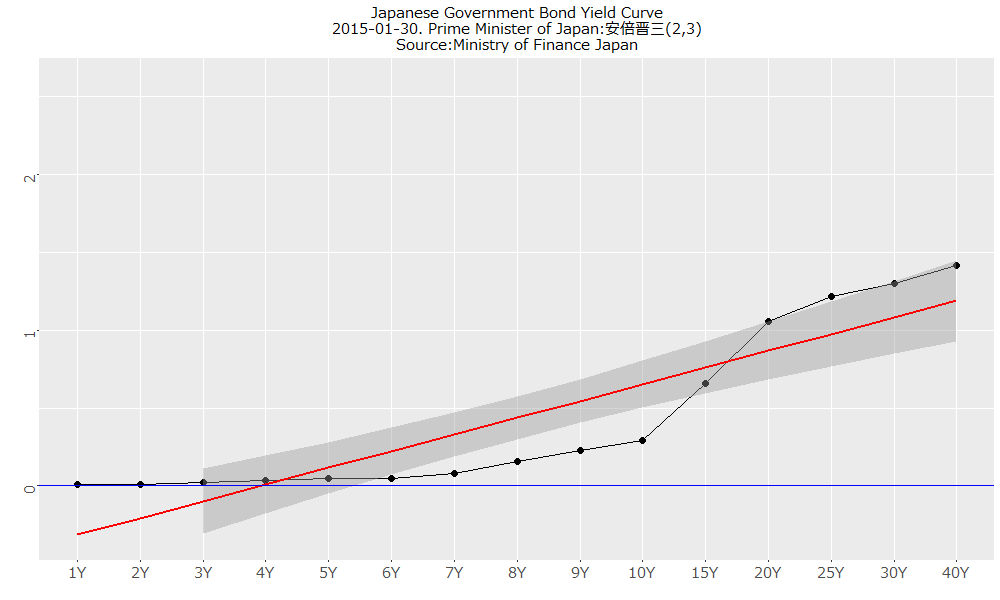 Japanese Government Bond Yield Curve
2015-01-30. Prime Minister of Japan:安倍晋三(2,3)
Source:Ministry of Finance Japan
2
1
0
1Y 2Y 3Y 4Y 5Y 6Y 7Y 8Y 9Y 10Y 15Y 20Y 25Y 30Y 40Y